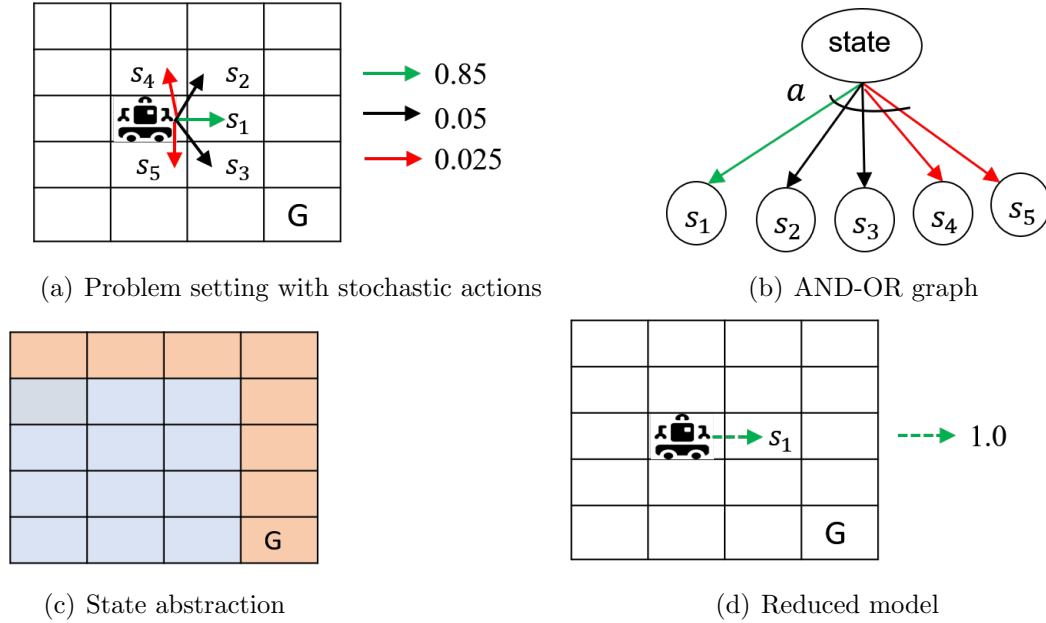 s₄ s₂
s₁
s₅ s₃
G
0.85
0.05
0.025
state
a
s₁ s₂ s₃ s₄ s₅
(a) Problem setting with stochastic actions
(b) AND-OR graph
G
s₁
G
1.0
(c) State abstraction
(d) Reduced model